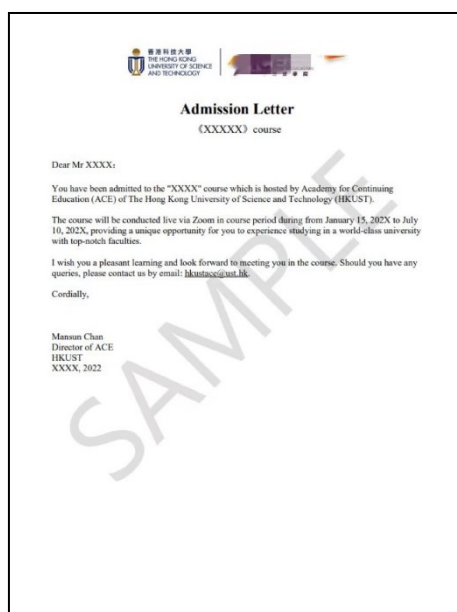 香港科技大學
THE HONG KONG
UNIVERSITY OF SCIENCE
AND TECHNOLOGY
Admission Letter
《XXXXX》 course
Dear Mr XXXX:
You have been admitted to the "XXXX" course which is hosted by Academy for Continuing
Education (ACE) of The Hong Kong University of Science and Technology (HKUST).
The course will be conducted live via Zoom in course period during from January 15, 202X to July
10, 202X, providing a unique opportunity for you to experience studying in a world-class university
with top-notch faculties.
I wish you a pleasant learning and look forward to meeting you in the course. Should you have any
queries, please contact us by email: hkustace@ust.hk.
Cordially,
Mansun Chan
Director of ACE
HKUST
XXXX, 2022
SAMPLE